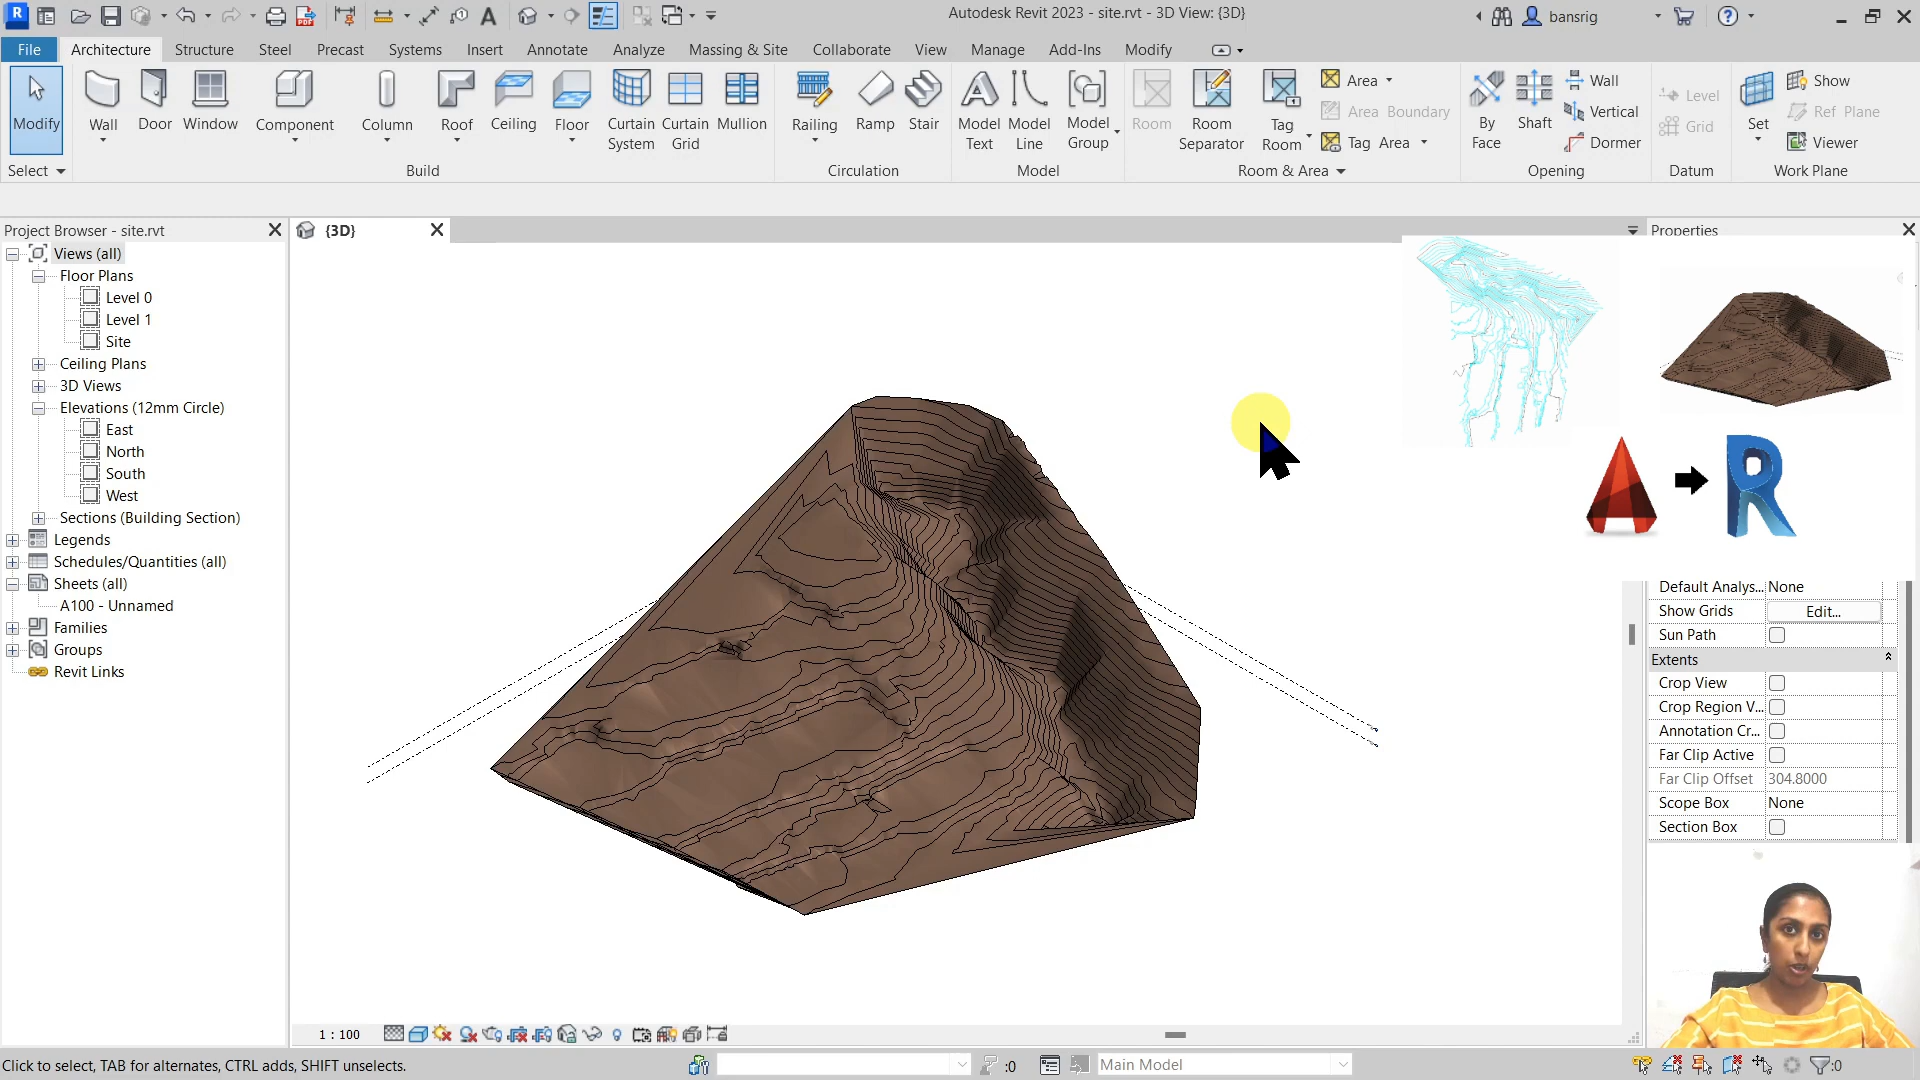 Autodesk Revit 2023 - site.rvt - 3D View: {3D}
bansrig
File
Architecture
Structure
Steel
Precast
Systems
Insert
Annotate
Analyze
Massing & Site
Collaborate
View
Manage
Add-Ins
Modify
Modify
Wall
Door
Window
Component
Column
Roof
Ceiling
Floor
Curtain
System
Curtain
Grid
Mullion
Railing
Ramp
Stair
Model
Text
Model
Line
Model
Group
Room
Room
Separator
Tag
Room
Area
Area Boundary
Tag Area
By
Face
Shaft
Wall
Vertical
Dormer
Level
Grid
Set
Show
Ref Plane
Viewer
Select
Build
Circulation
Model
Room & Area
Opening
Datum
Work Plane
Project Browser - site.rvt
{3D}
Properties
Views (all)
Floor Plans
Level 0
Level 1
Site
Ceiling Plans
3D Views
Elevations (12mm Circle)
East
North
South
West
Sections (Building Section)
Legends
Schedules/Quantities (all)
Sheets (all)
A100 - Unnamed
Families
Groups
Revit Links
Default Analys... None
Show Grids Edit...
Sun Path
Extents
Crop View
Crop Region V...
Annotation Cr...
Far Clip Active
Far Clip Offset 304.8000
Scope Box None
Section Box
1 : 100
Click to select, TAB for alternates, CTRL adds, SHIFT unselects.
:0
Main Model
:0